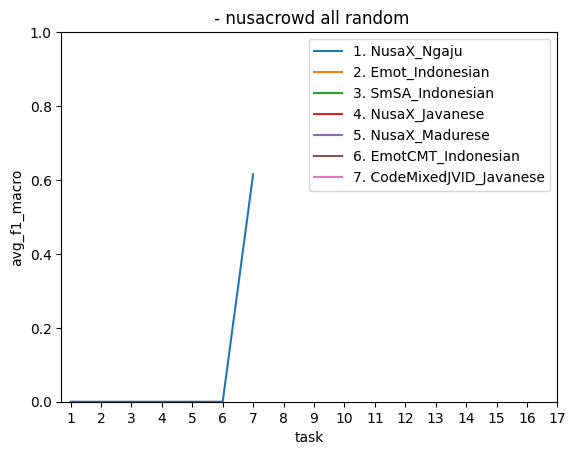 - nusacrowd all random
1. NusaX_Ngaju
2. Emot_Indonesian
3. SmSA_Indonesian
4. NusaX_Javanese
5. NusaX_Madurese
6. EmotCMT_Indonesian
7. CodeMixedJVID_Javanese
avg_f1_macro
1.0
0.8
0.6
0.4
0.2
0.0
1 2 3 4 5 6 7 8 9 10 11 12 13 14 15 16 17
task